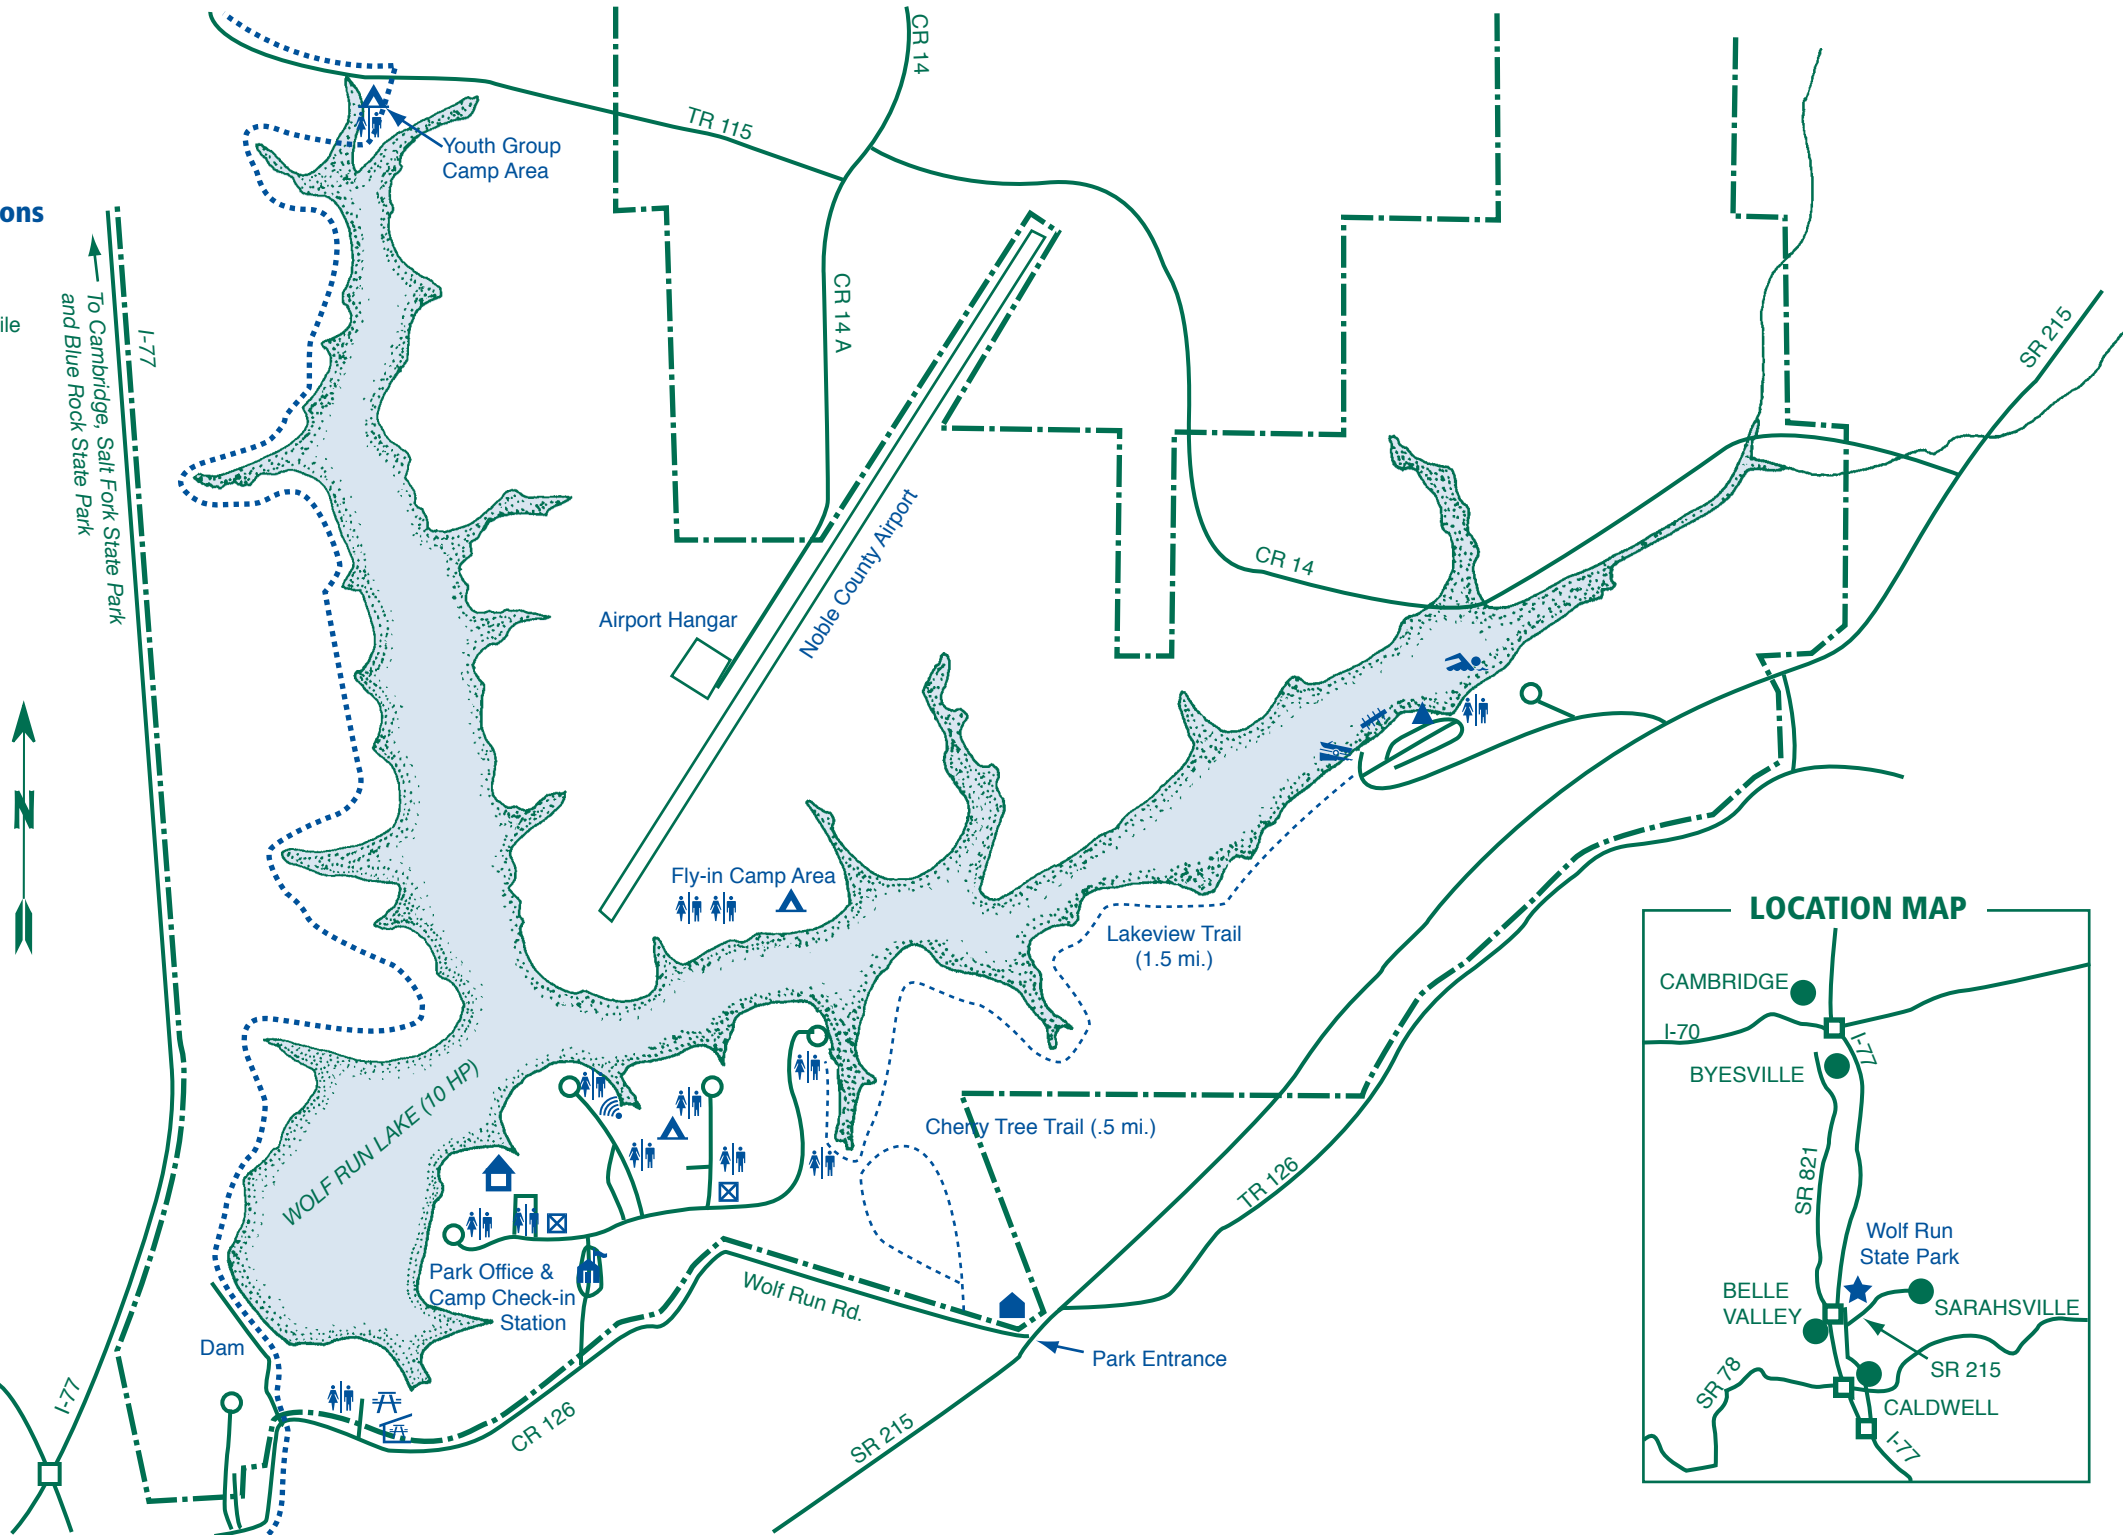 CR 14
TR 115
Youth Group
Camp Area
ons
ile
I-77
To Cambridge, Salt Fork State Park
and Blue Rock State Park
CR 14 A
SR 215
Noble County Airport
CR 14
Airport Hangar
N
Fly-in Camp Area
Lakeview Trail
(1.5 mi.)
WOLF RUN LAKE (10 HP)
Cherry Tree Trail (.5 mi.)
TR 126
Park Office &
Camp Check-in
Station
Wolf Run Rd.
Dam
Park Entrance
I-77
CR 126
SR 215
LOCATION MAP
CAMBRIDGE
I-70
I-77
BYESVILLE
SR 821
Wolf Run
State Park
BELLE
VALLEY
SARAHSVILLE
SR 215
SR 78
CALDWELL
I-77